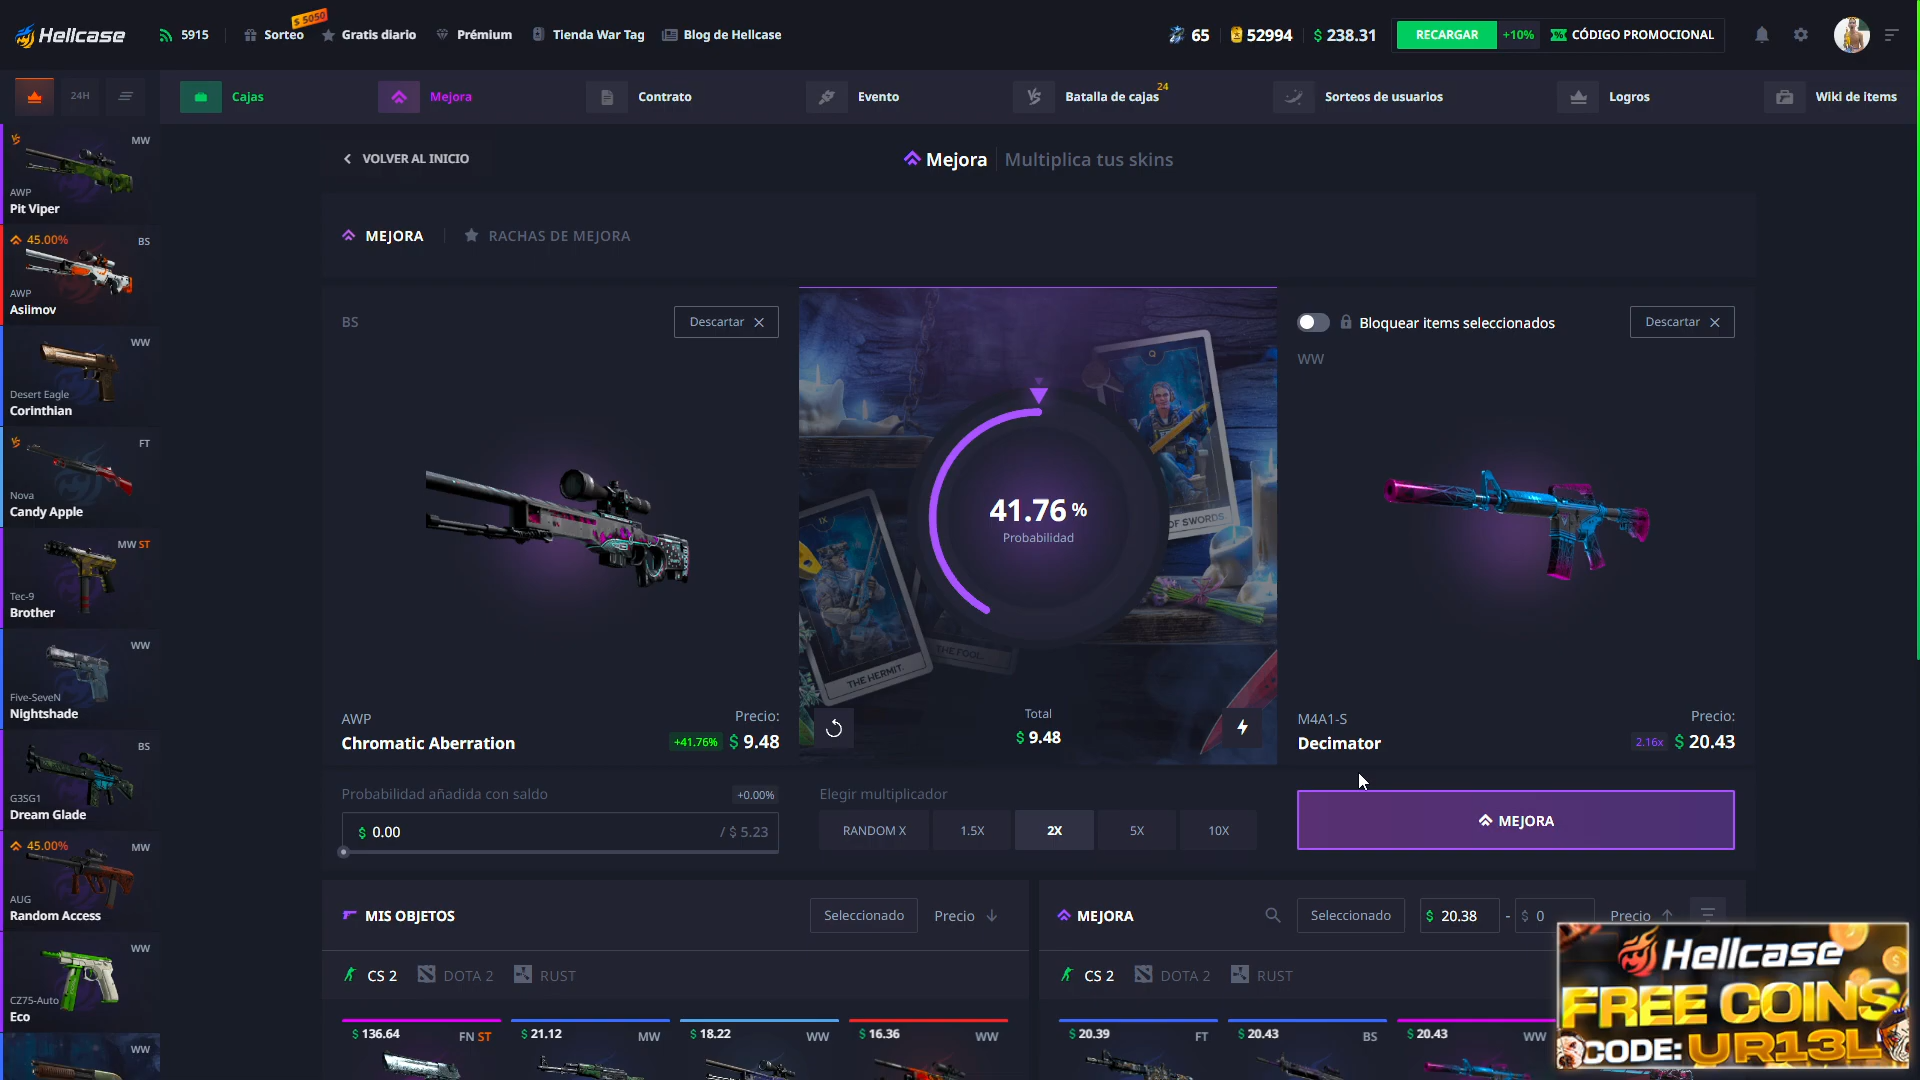 Hellcase
5915
$ 5050
Sorteo
Gratis diario
Prémium
Tienda War Tag
Blog de Hellcase
65
52994
$ 238.31
RECARGAR
+10%
CÓDIGO PROMOCIONAL
24H
Cajas
Mejora
Contrato
Evento
Batalla de cajas
24
Sorteos de usuarios
Logros
Wiki de items
MW
AWP
Pit Viper
45.00%
BS
AWP
Asiimov
WW
Desert Eagle
Corinthian
FT
Nova
Candy Apple
MW ST
Tec-9
Brother
WW
Five-SeveN
Nightshade
BS
G3SG1
Dream Glade
45.00%
MW
AUG
Random Access
WW
CZ75-Auto
Eco
WW
VOLVER AL INICIO
Mejora
Multiplica tus skins
MEJORA
RACHAS DE MEJORA
BS
Descartar
AWP
Chromatic Aberration
Precio:
+41.76%
$ 9.48
41.76 %
Probabilidad
OF SWORDS
IX
Q
THE HERMIT.
THE FOOL.
Total
$ 9.48
Bloquear items seleccionados
Descartar
WW
M4A1-S
Decimator
Precio:
2.16x
$ 20.43
Probabilidad añadida con saldo
+0.00%
$ 0.00
/ $ 5.23
Elegir multiplicador
RANDOM X
1.5X
2X
5X
10X
MEJORA
MIS OBJETOS
Seleccionado
Precio
CS 2
DOTA 2
RUST
$ 136.64
FN ST
$ 21.12
MW
$ 18.22
WW
$ 16.36
WW
MEJORA
Seleccionado
$ 20.38
-
$ 0
Precio
CS 2
DOTA 2
RUST
$ 20.39
FT
$ 20.43
BS
$ 20.43
WW
Hellcase
FREE COINS
CODE: UR13L